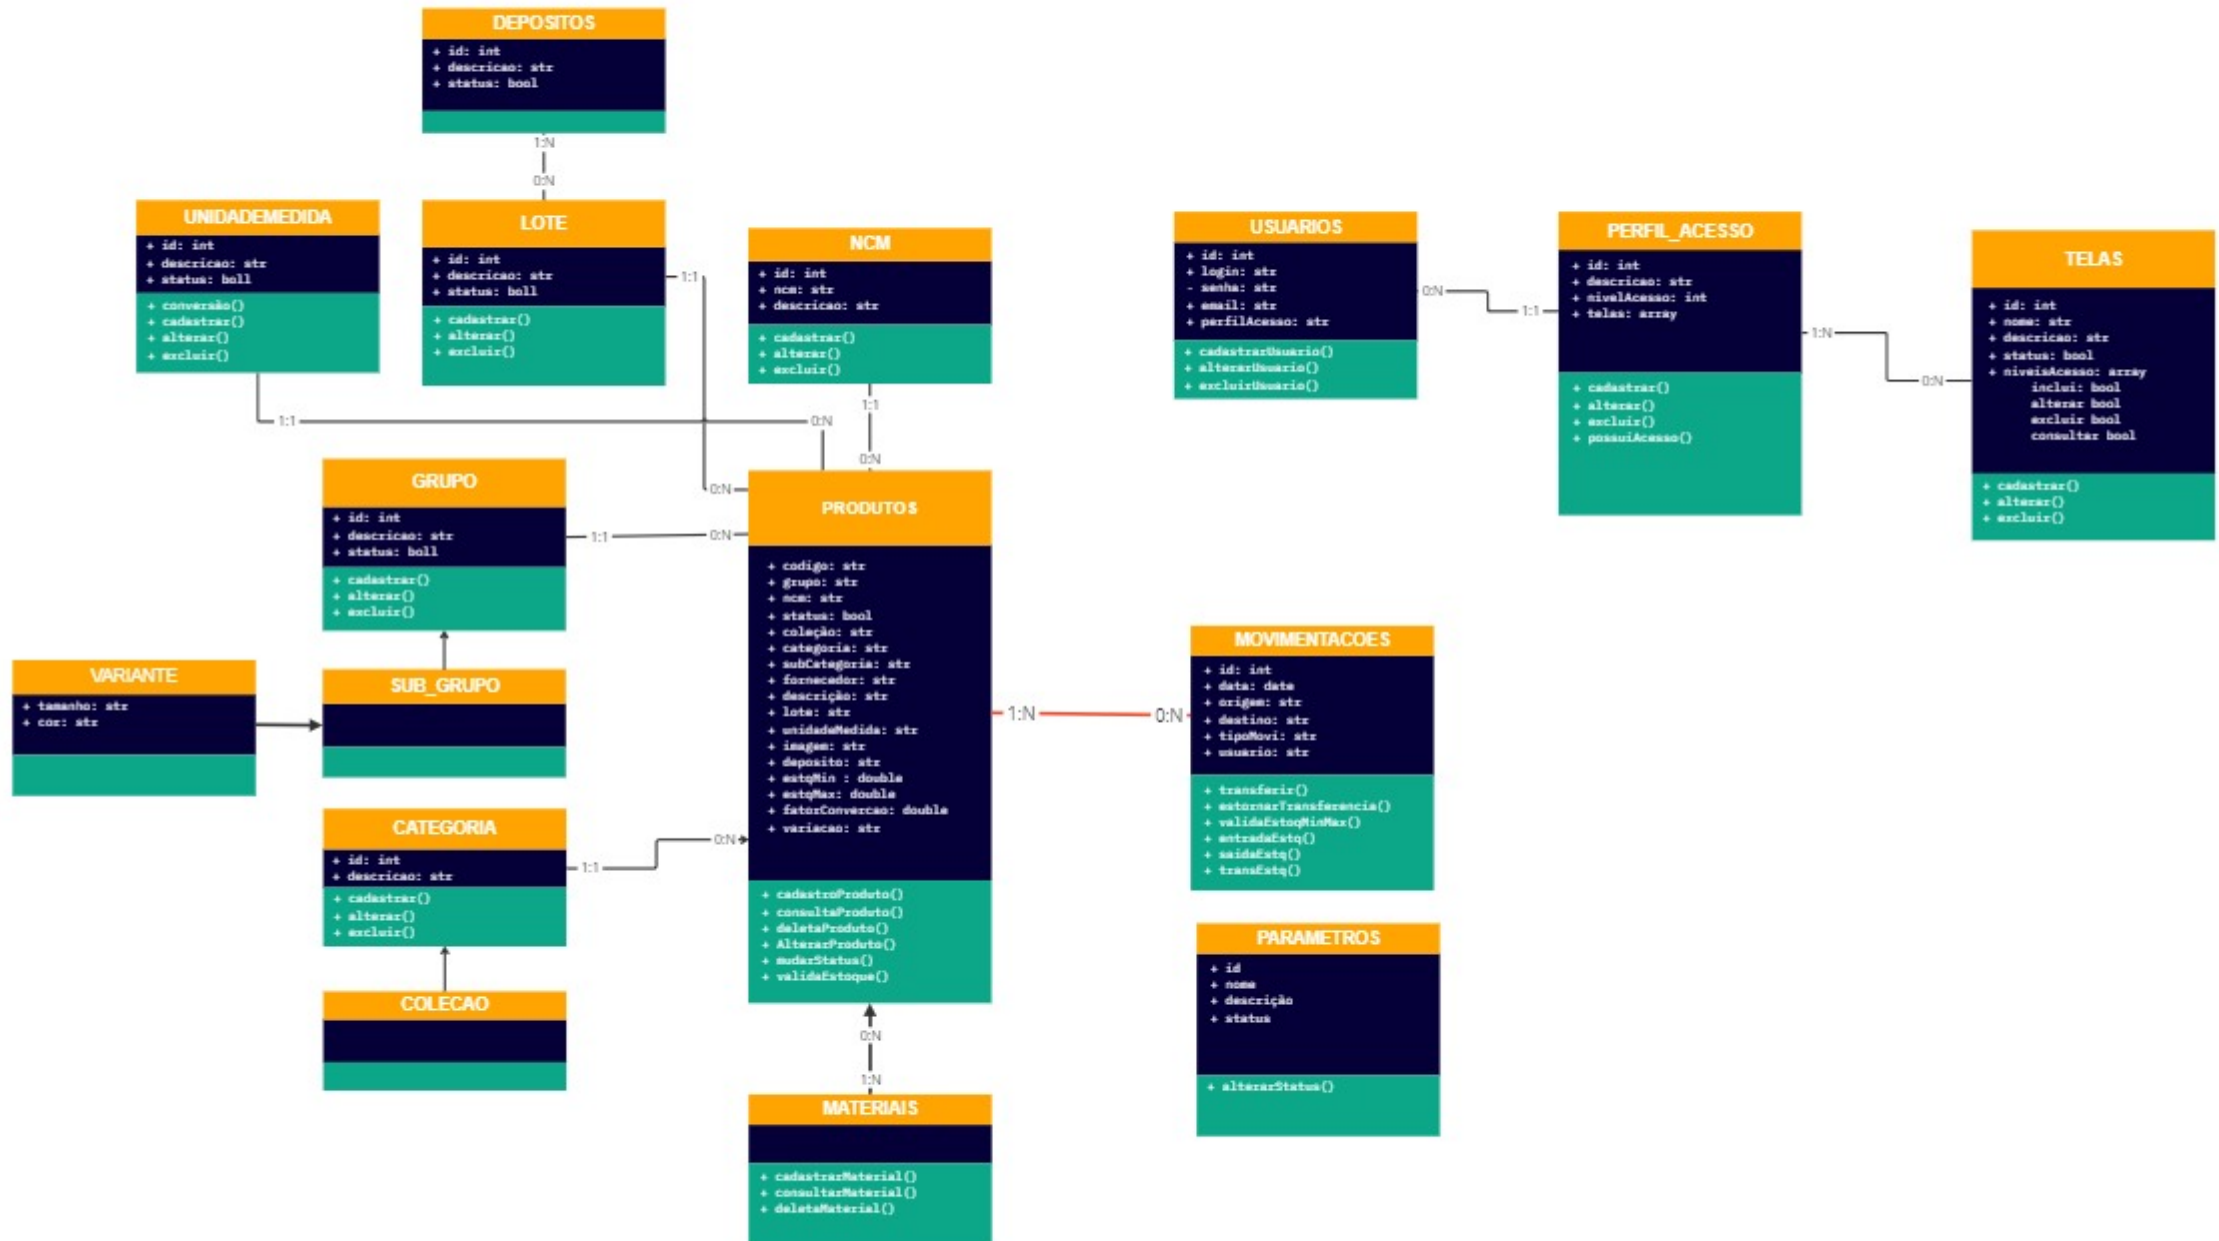 DEPOSITOS
+ id: int
+ descricao: str
+ status: bool
1:N
0:N
UNIDADEMEDIDA
+ id: int
+ descricao: str
+ status: boll
+ conversão()
+ cadastrar()
+ alterar()
+ excluir()
LOTE
+ id: int
+ descricao: str
+ status: boll
+ cadastrar()
+ alterar()
+ excluir()
1:1
NCM
+ id: int
+ ncm: str
+ descricao: str
+ cadastrar()
+ alterar()
+ excluir()
1:1
0:N
1:1
0:N
0:N
GRUPO
+ id: int
+ descricao: str
+ status: boll
+ cadastrar()
+ alterar()
+ excluir()
1:1
0:N
VARIANTE
+ tamanho: str
+ cor: str
SUB_GRUPO
CATEGORIA
+ id: int
+ descricao: str
+ cadastrar()
+ alterar()
+ excluir()
1:1
0:N
COLECAO
PRODUTOS
+ codigo: str
+ grupo: str
+ ncm: str
+ status: bool
+ coleção: str
+ categoria: str
+ subCategoria: str
+ fornecedor: str
+ descrição: str
+ lote: str
+ unidadeMedida: str
+ imagem: str
+ deposito: str
+ estqMin : double
+ estqMax: double
+ fatorConvercao: double
+ variacao: str
+ cadastroProduto()
+ consultaProduto()
+ deletaProduto()
+ AlterarProduto()
+ mudarStatus()
+ validaEstoque()
0:N
1:N
MATERIAIS
+ cadastrarMaterial()
+ consultarMaterial()
+ deletaMaterial()
1:N
0:N
USUARIOS
+ id: int
+ login: str
- senha: str
+ email: str
+ perfilAcesso: str
+ cadastrarUsuario()
+ alterarUsuario()
+ excluirUsuario()
0:N
1:1
PERFIL_ACESSO
+ id: int
+ descricao: str
+ nivelAcesso: int
+ telas: array
+ cadastrar()
+ alterar()
+ excluir()
+ possuiAcesso()
1:N
0:N
TELAS
+ id: int
+ nome: str
+ descricao: str
+ status: bool
+ niveisAcesso: array
inclui: bool
alterar bool
excluir bool
consultar bool
+ cadastrar()
+ alterar()
+ excluir()
MOVIMENTACOES
+ id: int
+ data: date
+ origem: str
+ destino: str
+ tipoMovi: str
+ usuario: str
+ transferir()
+ estornarTransferencia()
+ validaEstoqMinMax()
+ entradaEstq()
+ saidaEstq()
+ transEstq()
PARAMETROS
+ id
+ nome
+ descrição
+ status
+ alterarStatus()